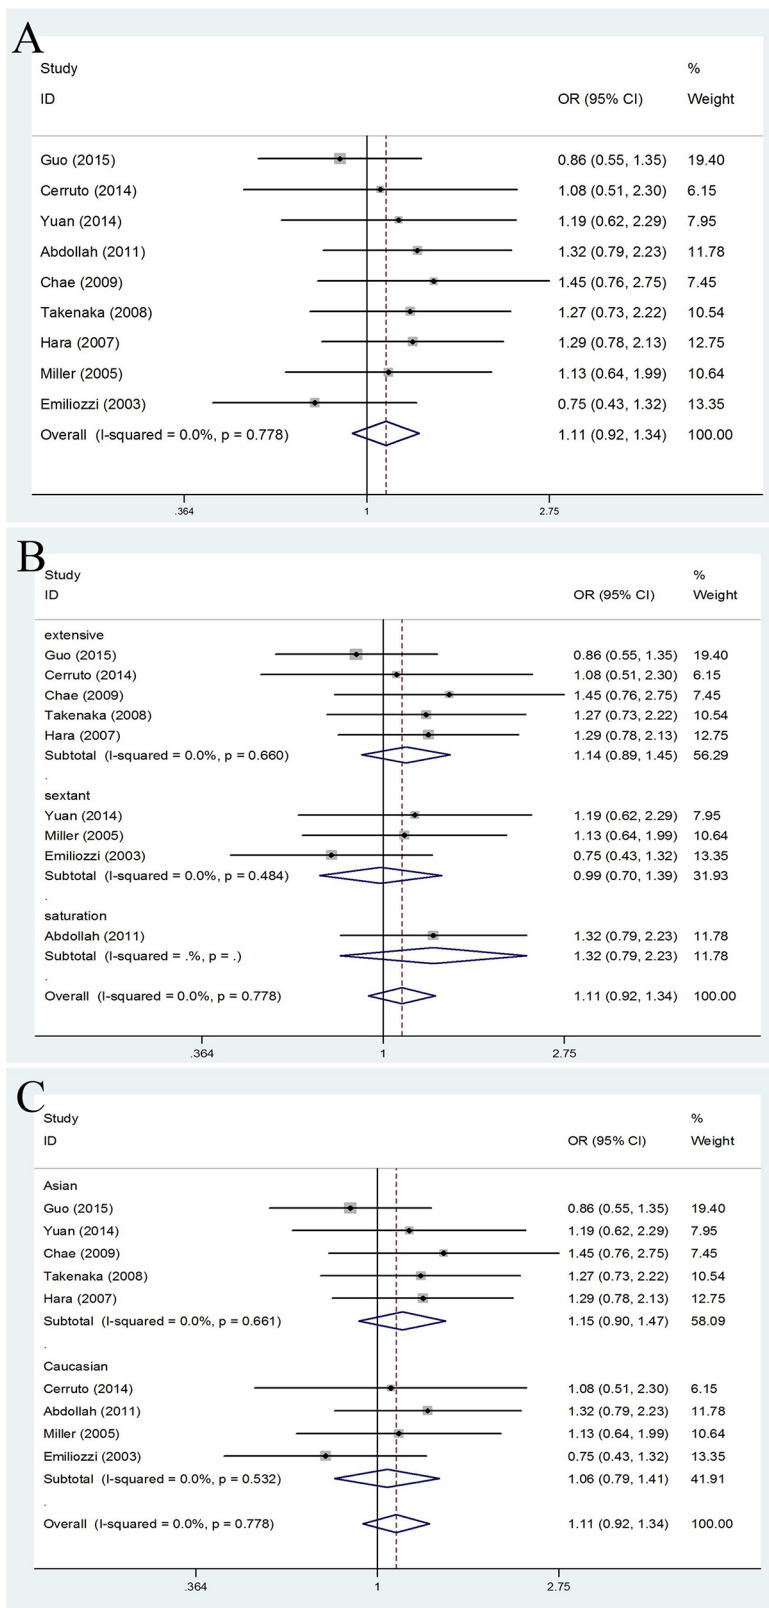 A
Study %
ID OR (95% CI) Weight
Guo (2015) 0.86 (0.55, 1.35) 19.40
Cerruto (2014) 1.08 (0.51, 2.30) 6.15
Yuan (2014) 1.19 (0.62, 2.29) 7.95
Abdollah (2011) 1.32 (0.79, 2.23) 11.78
Chae (2009) 1.45 (0.76, 2.75) 7.45
Takenaka (2008) 1.27 (0.73, 2.22) 10.54
Hara (2007) 1.29 (0.78, 2.13) 12.75
Miller (2005) 1.13 (0.64, 1.99) 10.64
Emiliozzi (2003) 0.75 (0.43, 1.32) 13.35
Overall (I-squared = 0.0%, p = 0.778) 1.11 (0.92, 1.34) 100.00
.364 1 2.75
B
Study %
ID OR (95% CI) Weight
extensive
Guo (2015) 0.86 (0.55, 1.35) 19.40
Cerruto (2014) 1.08 (0.51, 2.30) 6.15
Chae (2009) 1.45 (0.76, 2.75) 7.45
Takenaka (2008) 1.27 (0.73, 2.22) 10.54
Hara (2007) 1.29 (0.78, 2.13) 12.75
Subtotal (I-squared = 0.0%, p = 0.660) 1.14 (0.89, 1.45) 56.29
.
sextant
Yuan (2014) 1.19 (0.62, 2.29) 7.95
Miller (2005) 1.13 (0.64, 1.99) 10.64
Emiliozzi (2003) 0.75 (0.43, 1.32) 13.35
Subtotal (I-squared = 0.0%, p = 0.484) 0.99 (0.70, 1.39) 31.93
.
saturation
Abdollah (2011) 1.32 (0.79, 2.23) 11.78
Subtotal (I-squared = .%, p = .) 1.32 (0.79, 2.23) 11.78
.
Overall (I-squared = 0.0%, p = 0.778) 1.11 (0.92, 1.34) 100.00
.364 1 2.75
C
Study %
ID OR (95% CI) Weight
Asian
Guo (2015) 0.86 (0.55, 1.35) 19.40
Yuan (2014) 1.19 (0.62, 2.29) 7.95
Chae (2009) 1.45 (0.76, 2.75) 7.45
Takenaka (2008) 1.27 (0.73, 2.22) 10.54
Hara (2007) 1.29 (0.78, 2.13) 12.75
Subtotal (I-squared = 0.0%, p = 0.661) 1.15 (0.90, 1.47) 58.09
.
Caucasian
Cerruto (2014) 1.08 (0.51, 2.30) 6.15
Abdollah (2011) 1.32 (0.79, 2.23) 11.78
Miller (2005) 1.13 (0.64, 1.99) 10.64
Emiliozzi (2003) 0.75 (0.43, 1.32) 13.35
Subtotal (I-squared = 0.0%, p = 0.532) 1.06 (0.79, 1.41) 41.91
.
Overall (I-squared = 0.0%, p = 0.778) 1.11 (0.92, 1.34) 100.00
.364 1 2.75